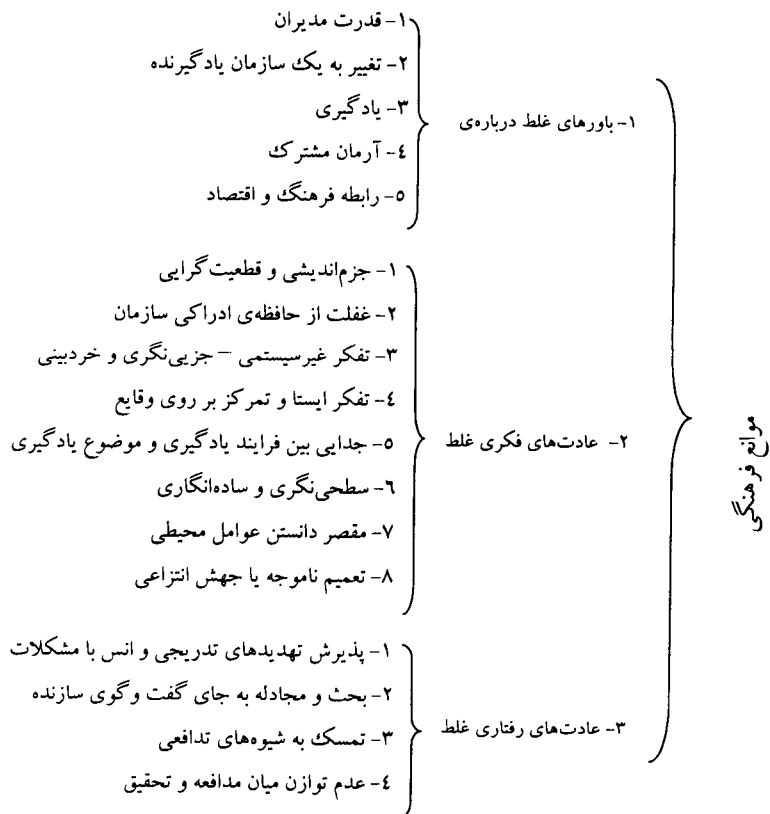 موانع فرهنگی
۱- باورهای غلط درباره‌ی
۱- قدرت مدیران
۲- تغییر به یک سازمان یادگیرنده
۳- یادگیری
٤- آرمان مشترک
۵- رابطه فرهنگ و اقتصاد
۲- عادت‌های فکری غلط
۱- جزم‌اندیشی و قطعیت‌گرایی
۲- غفلت از حافظه‌ی ادراکی سازمان
۳- تفکر غیرسیستمی – جزیی‌نگری و خردبینی
٤- تفکر ایستا و تمرکز بر روی وقایع
۵- جدایی بین فرایند یادگیری و موضوع یادگیری
٦- سطحی‌نگری و ساده‌انگاری
۷- مقصر دانستن عوامل محیطی
۸- تعمیم ناموجه یا جهش انتزاعی
۳- عادت‌های رفتاری غلط
۱- پذیرش تهدیدهای تدریجی و انس با مشکلات
۲- بحث و مجادله به جای گفت وگوی سازنده
۳- تمسک به شیوه‌های تدافعی
٤- عدم توازن میان مدافعه و تحقیق